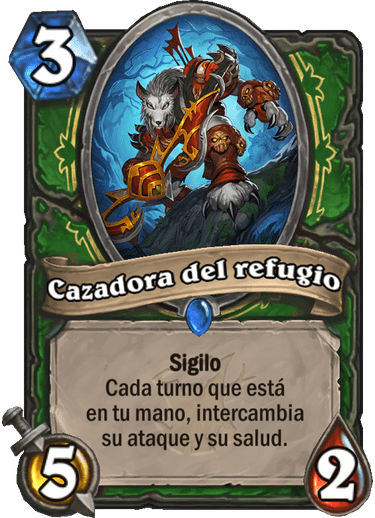 3
Cazadora del refugio
Sigilo
Cada turno que está
en tu mano, intercambia
su ataque y su salud.
5
2